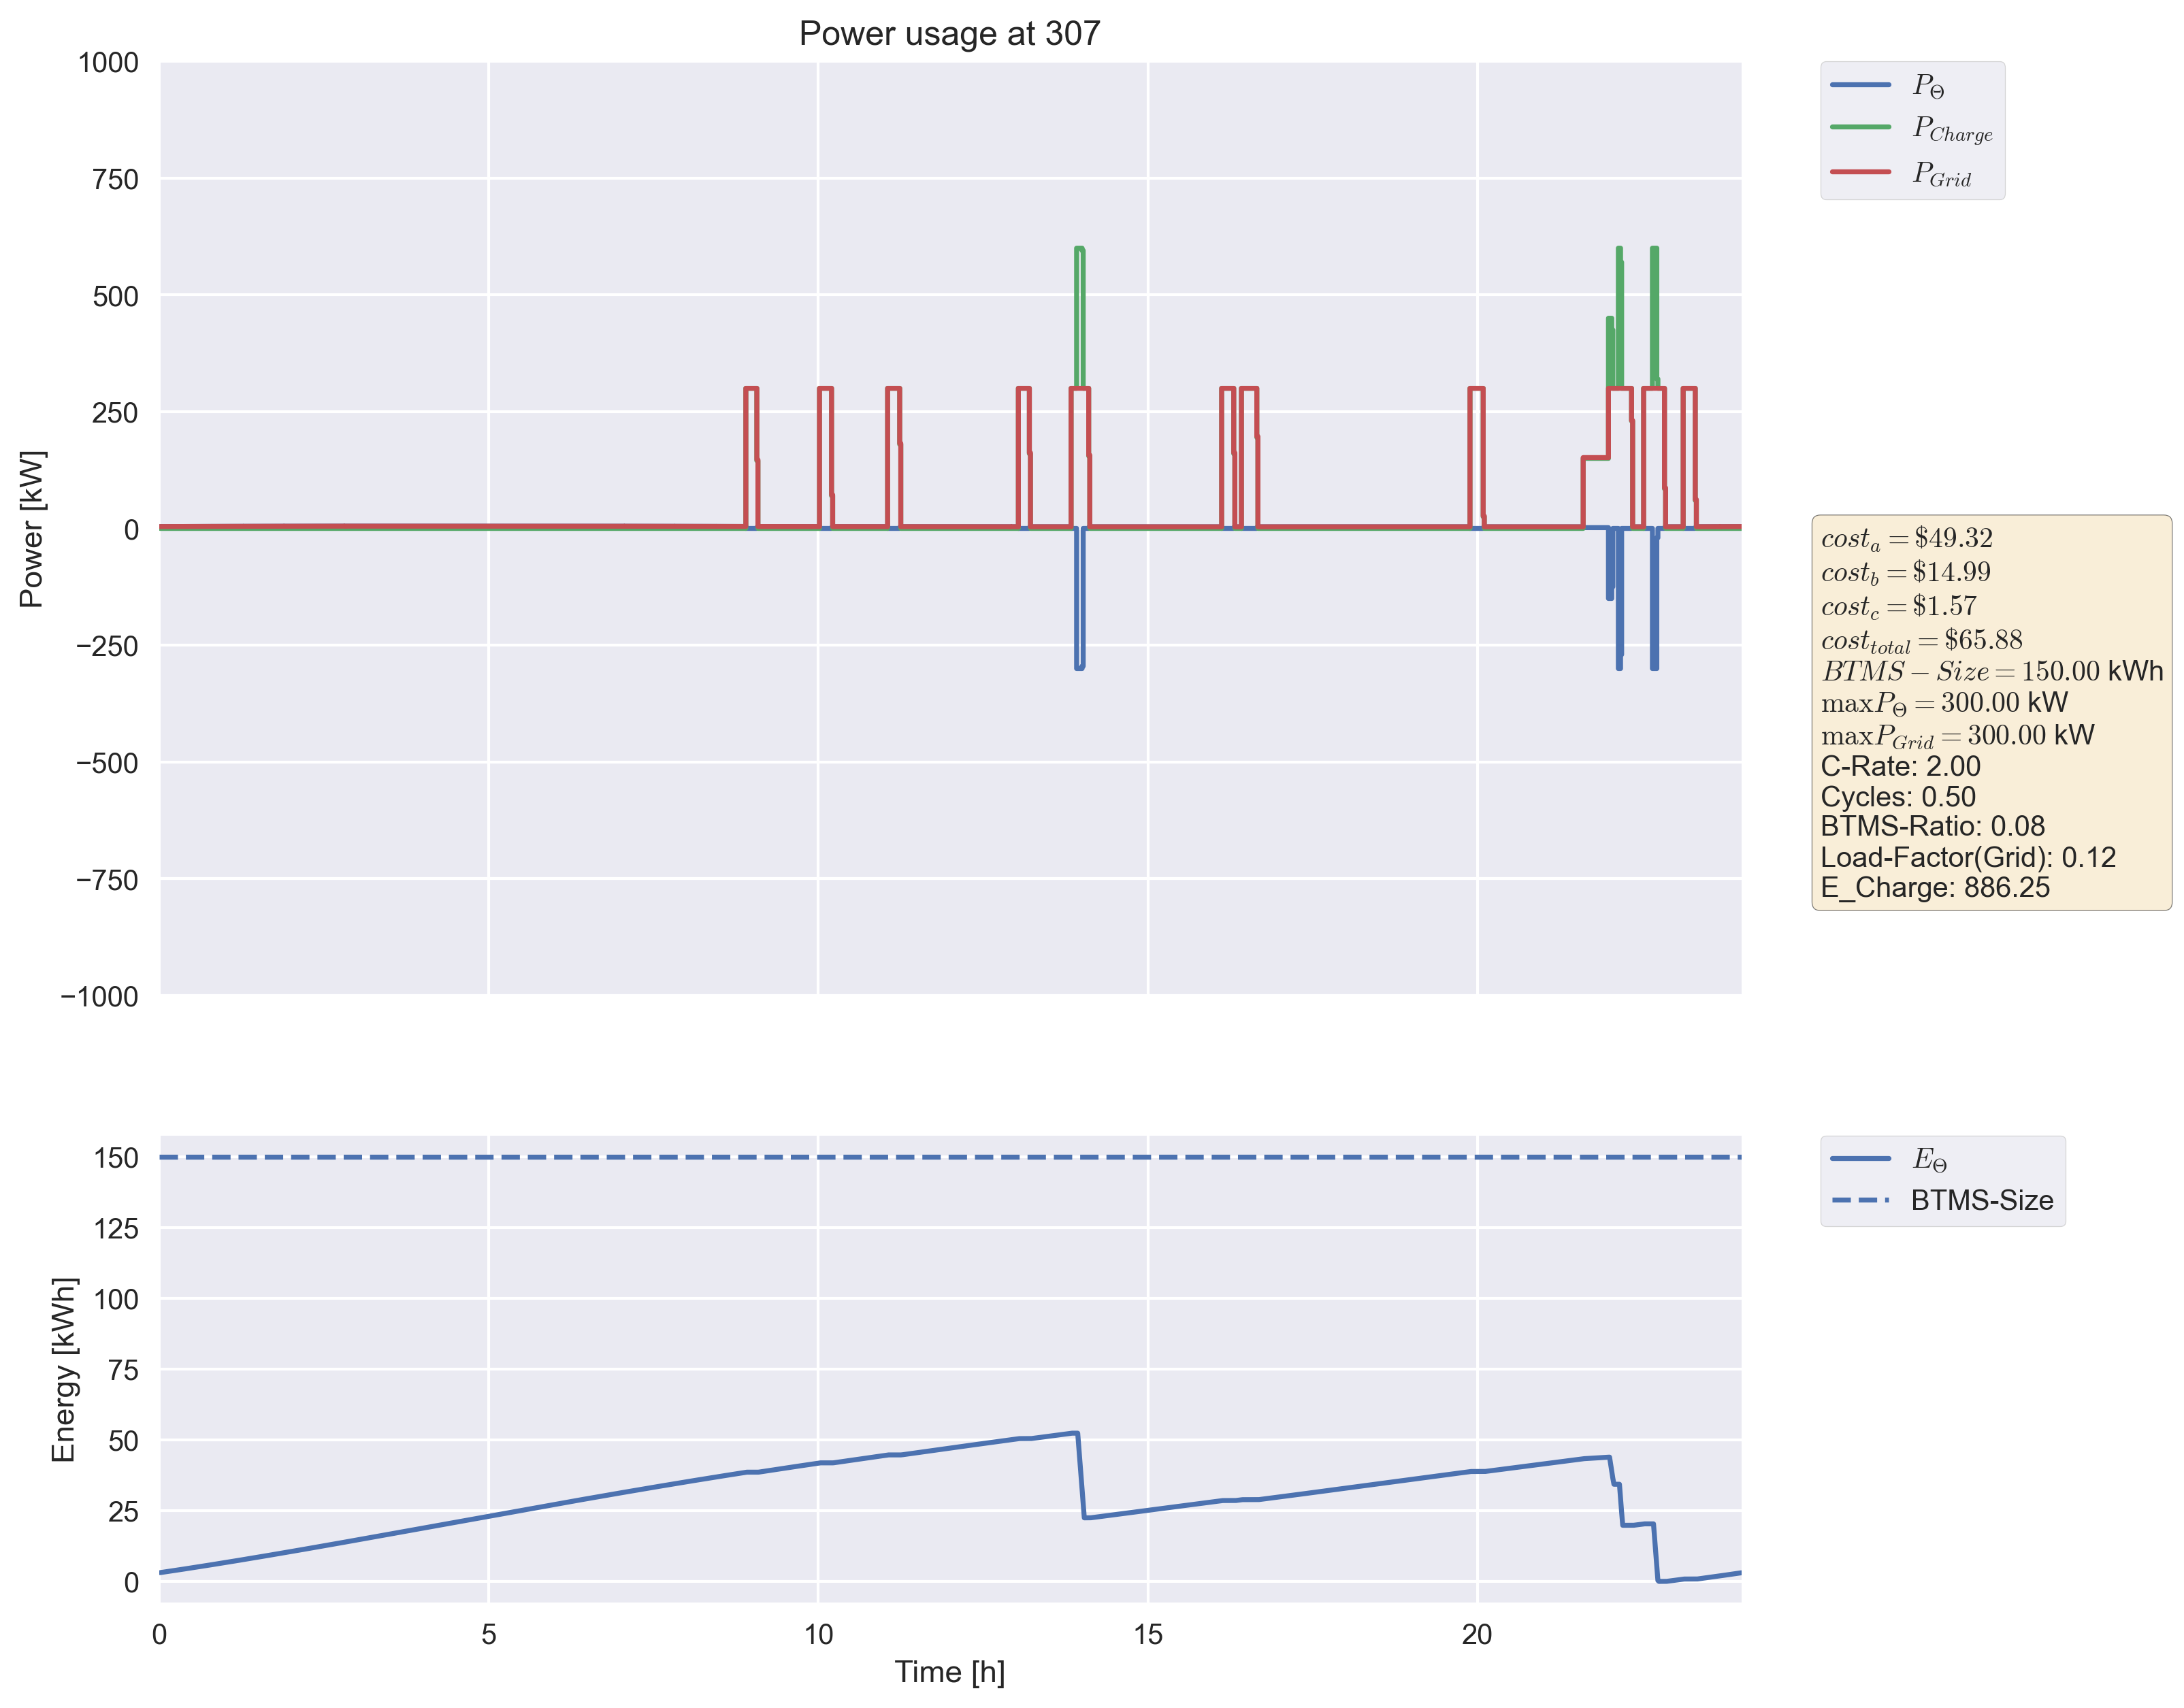 Power usage at 307
1000
750
500
250
0
−250
−500
−750
−1000
Power [kW]
P_Θ
P_Charge
P_Grid
cost_a = $49.32
cost_b = $14.99
cost_c = $1.57
cost_total = $65.88
BTMS − Size = 150.00 kWh
maxP_Θ = 300.00 kW
maxP_Grid = 300.00 kW
C-Rate: 2.00
Cycles: 0.50
BTMS-Ratio: 0.08
Load-Factor(Grid): 0.12
E_Charge: 886.25
150
125
100
75
50
25
0
Energy [kWh]
E_Θ
BTMS-Size
0 5 10 15 20
Time [h]